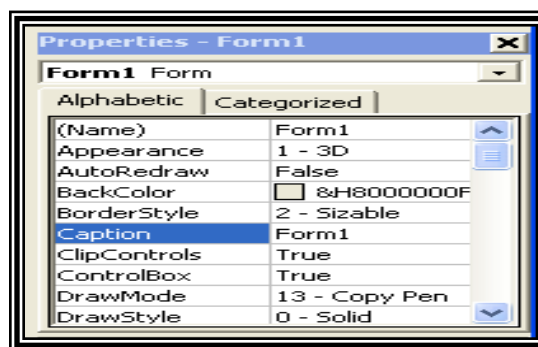 Properties - Form1
Form1 Form
Alphabetic Categorized
(Name) Form1
Appearance 1 - 3D
AutoRedraw False
BackColor &H8000000F
BorderStyle 2 - Sizable
Caption Form1
ClipControls True
ControlBox True
DrawMode 13 - Copy Pen
DrawStyle 0 - Solid